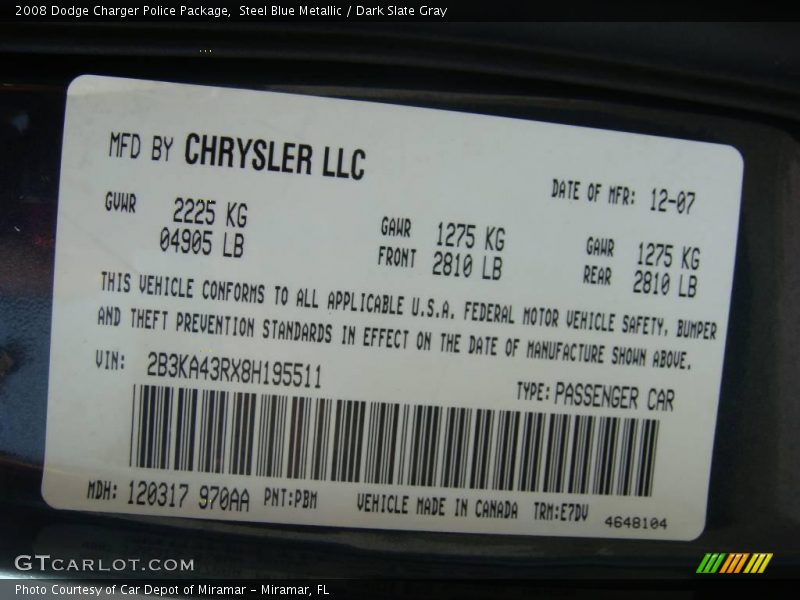 2008 Dodge Charger Police Package,  Steel Blue Metallic / Dark Slate Gray
MFD BY CHRYSLER LLC
DATE OF MFR: 12-07
GVWR 2225 KG
04905 LB
GAWR 1275 KG
FRONT 2810 LB
GAWR 1275 KG
REAR 2810 LB
THIS VEHICLE CONFORMS TO ALL APPLICABLE U.S.A. FEDERAL MOTOR VEHICLE SAFETY, BUMPER
AND THEFT PREVENTION STANDARDS IN EFFECT ON THE DATE OF MANUFACTURE SHOWN ABOVE.
VIN: 2B3KA43RX8H195511
TYPE: PASSENGER CAR
MDH: 120317 970AA PNT:PBM VEHICLE MADE IN CANADA TRM:E7DV 4648104
GTCARLOT.COM
Photo Courtesy of Car Depot of Miramar - Miramar, FL